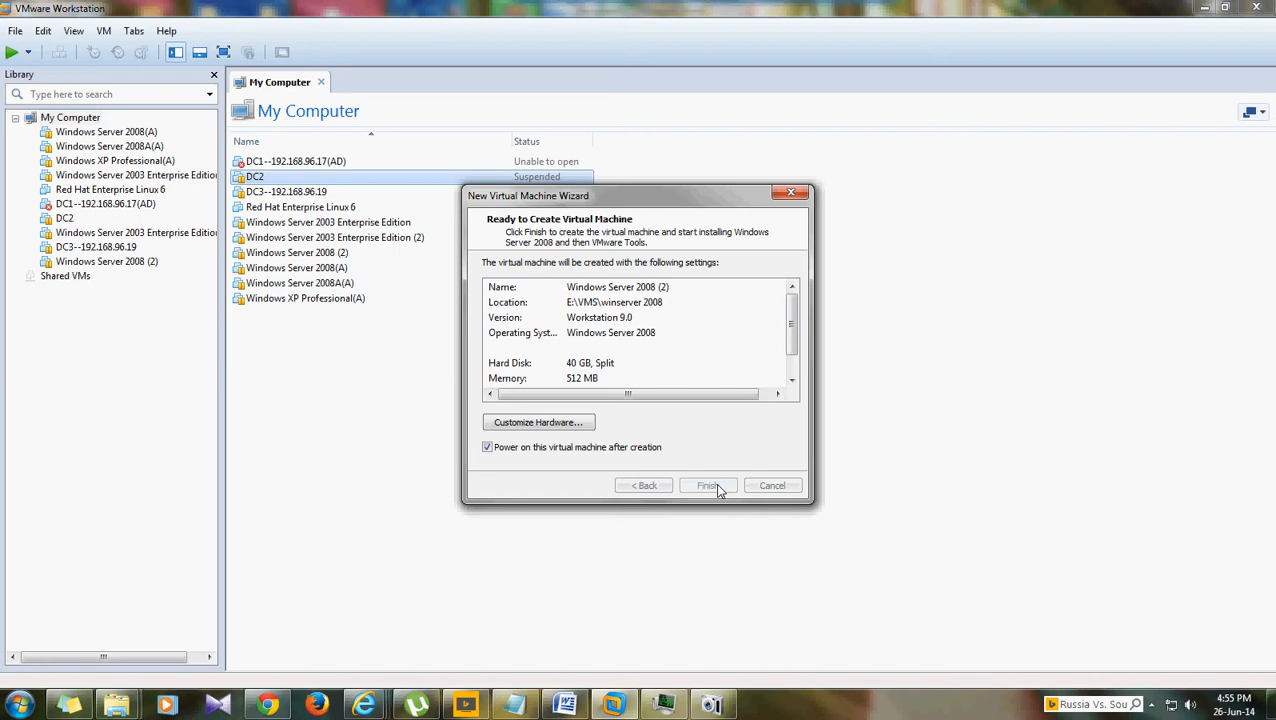 VMware Workstation
File Edit View VM Tabs Help
Library
Type here to search
My Computer
Windows Server 2008(A)
Windows Server 2008A(A)
Windows XP Professional(A)
Windows Server 2003 Enterprise Edition
Red Hat Enterprise Linux 6
DC1--192.168.96.17(AD)
DC2
Windows Server 2003 Enterprise Edit
DC3--192.168.96.19
Windows Server 2008 (2)
Shared VMs
My Computer
My Computer
Name Status
DC1--192.168.96.17(AD) Unable to open
DC2 Suspended
DC3--192.168.96.19
Red Hat Enterprise Linux 6
Windows Server 2003 Enterprise Edition
Windows Server 2003 Enterprise Edition (2)
Windows Server 2008 (2)
Windows Server 2008(A)
Windows Server 2008A(A)
Windows XP Professional(A)
New Virtual Machine Wizard
Ready to Create Virtual Machine
Click Finish to create the virtual machine and start installing Windows
Server 2008 and then VMware Tools.
The virtual machine will be created with the following settings:
Name: Windows Server 2008 (2)
Location: E:\VMS\winserver 2008
Version: Workstation 9.0
Operating Syst... Windows Server 2008
Hard Disk: 40 GB, Split
Memory: 512 MB
Customize Hardware...
Power on this virtual machine after creation
< Back Finish Cancel
Russia Vs. Sou
4:55 PM
26-Jun-14